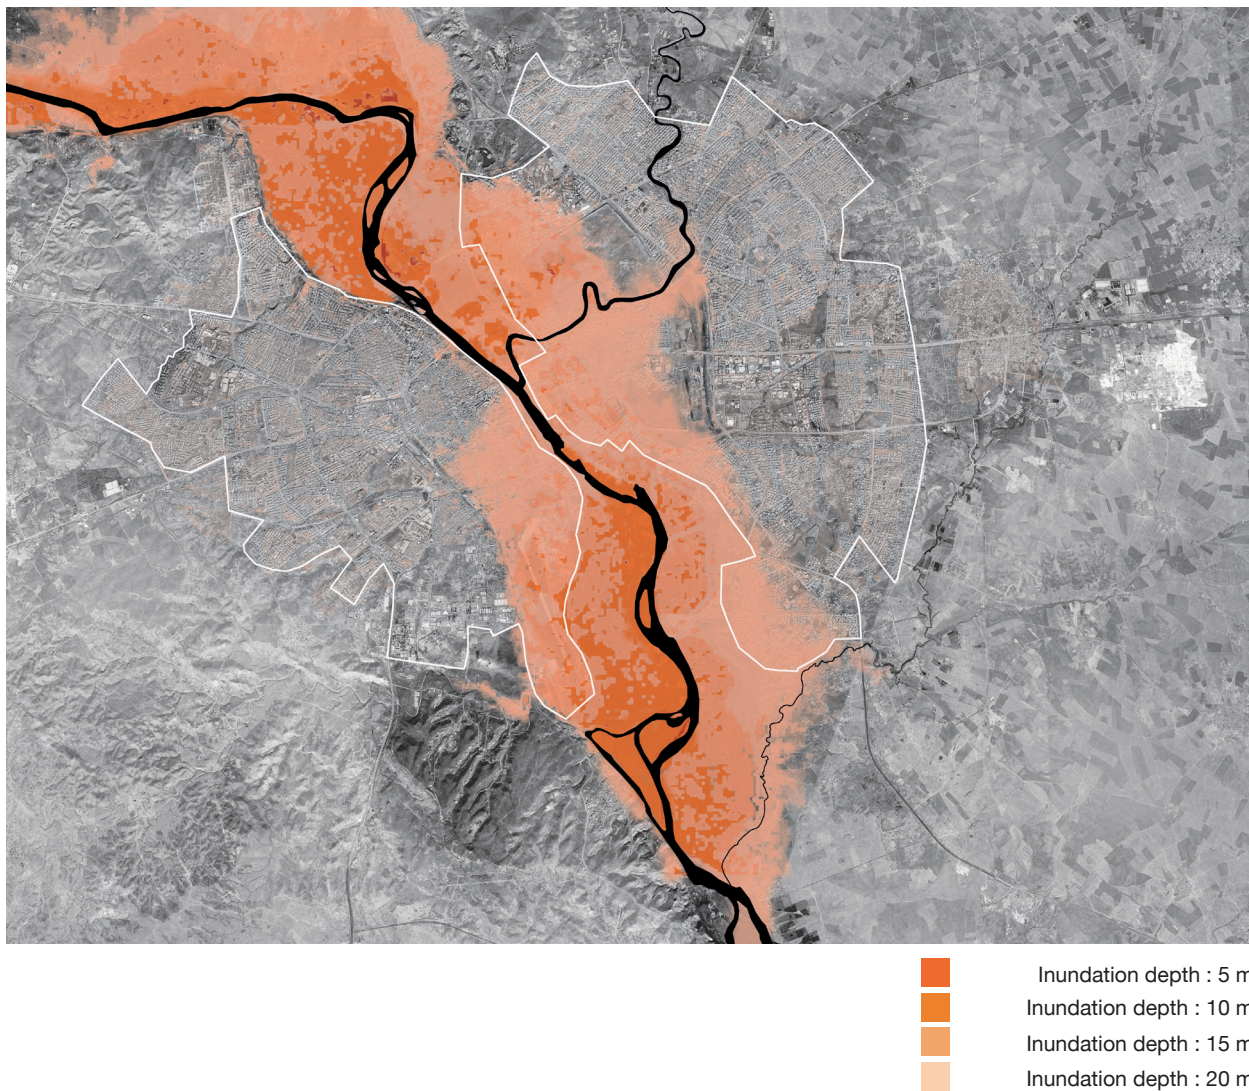 Inundation depth : 5 m
Inundation depth : 10 m
Inundation depth : 15 m
Inundation depth : 20 m